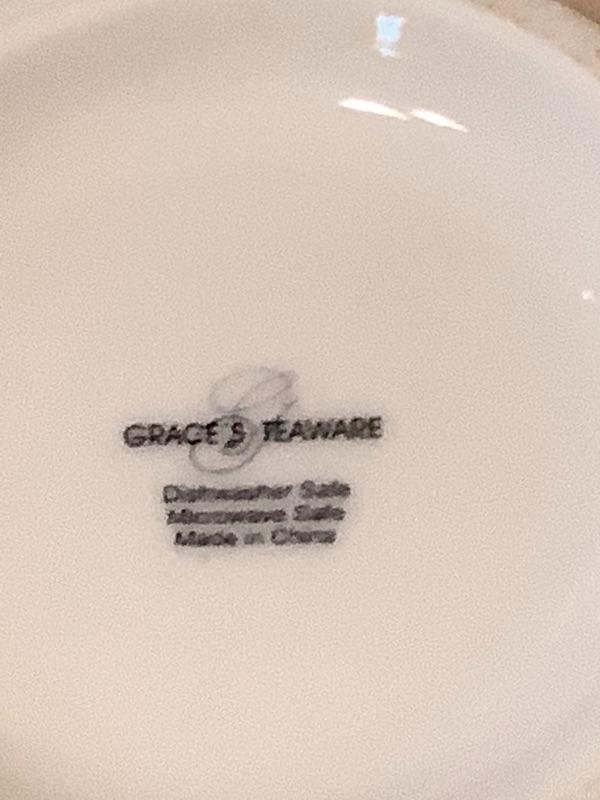 GRACE'S TEAWARE
Dishwasher Safe
Microwave Safe
Made in China